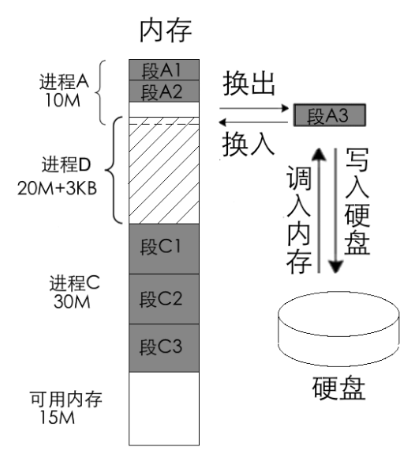 内存
进程A
10M
段A1
段A2
换出
换入
段A3
进程D
20M+3KB
调入内存
写入硬盘
进程C
30M
段C1
段C2
段C3
可用内存
15M
硬盘